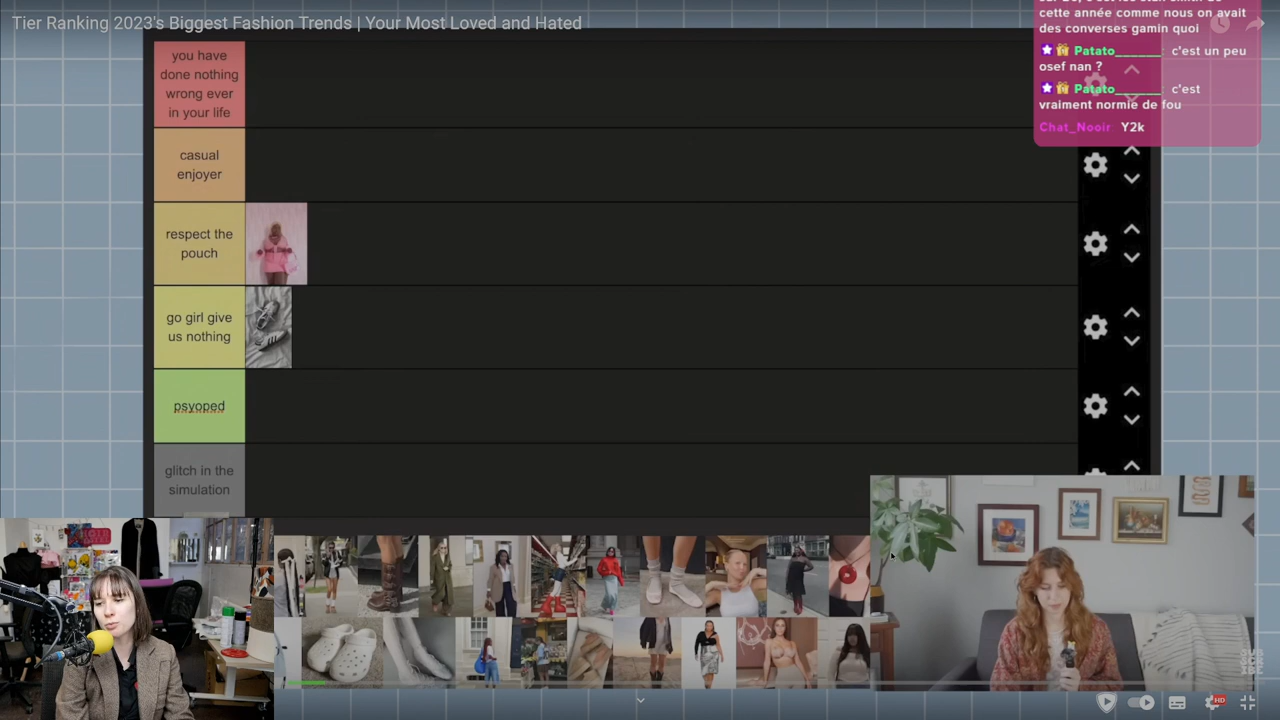 Tier Ranking 2023's Biggest Fashion Trends | Your Most Loved and Hated
cette année comme nous on avait
des converses gamin quoi
Patato______: c'est un peu
osef nan ?
Patato______: c'est
vraiment normie de fou
Chat_Nooir: Y2k
you have
done nothing
wrong ever
in your life
casual
enjoyer
respect the
pouch
go girl give
us nothing
psyoped
glitch in the
simulation
HD